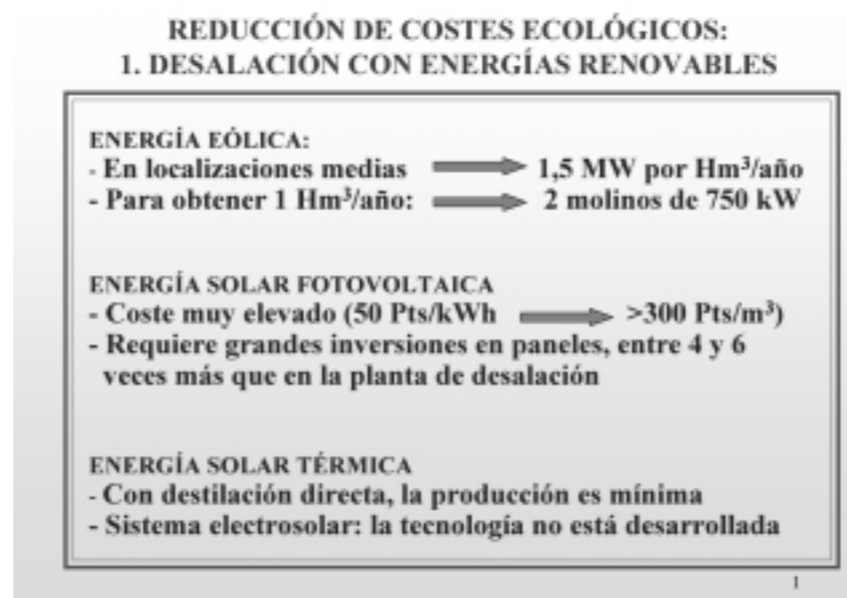 REDUCCIÓN DE COSTES ECOLÓGICOS:
1. DESALACIÓN CON ENERGÍAS RENOVABLES
ENERGÍA EÓLICA:
- En localizaciones medias 1,5 MW por Hm³/año
- Para obtener 1 Hm³/año: 2 molinos de 750 kW
ENERGÍA SOLAR FOTOVOLTAICA
- Coste muy elevado (50 Pts/kWh >300 Pts/m³)
- Requiere grandes inversiones en paneles, entre 4 y 6
veces más que en la planta de desalación
ENERGÍA SOLAR TÉRMICA
- Con destilación directa, la producción es mínima
- Sistema electrosolar: la tecnología no está desarrollada
1